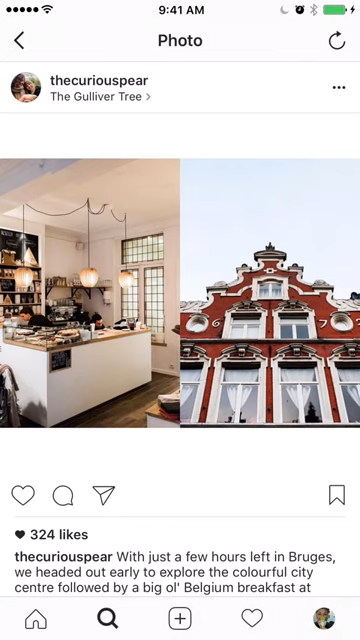 9:41 AM
Photo
thecuriouspear
The Gulliver Tree >
324 likes
thecuriouspear With just a few hours left in Bruges,
we headed out early to explore the colourful city
centre followed by a big ol' Belgium breakfast at